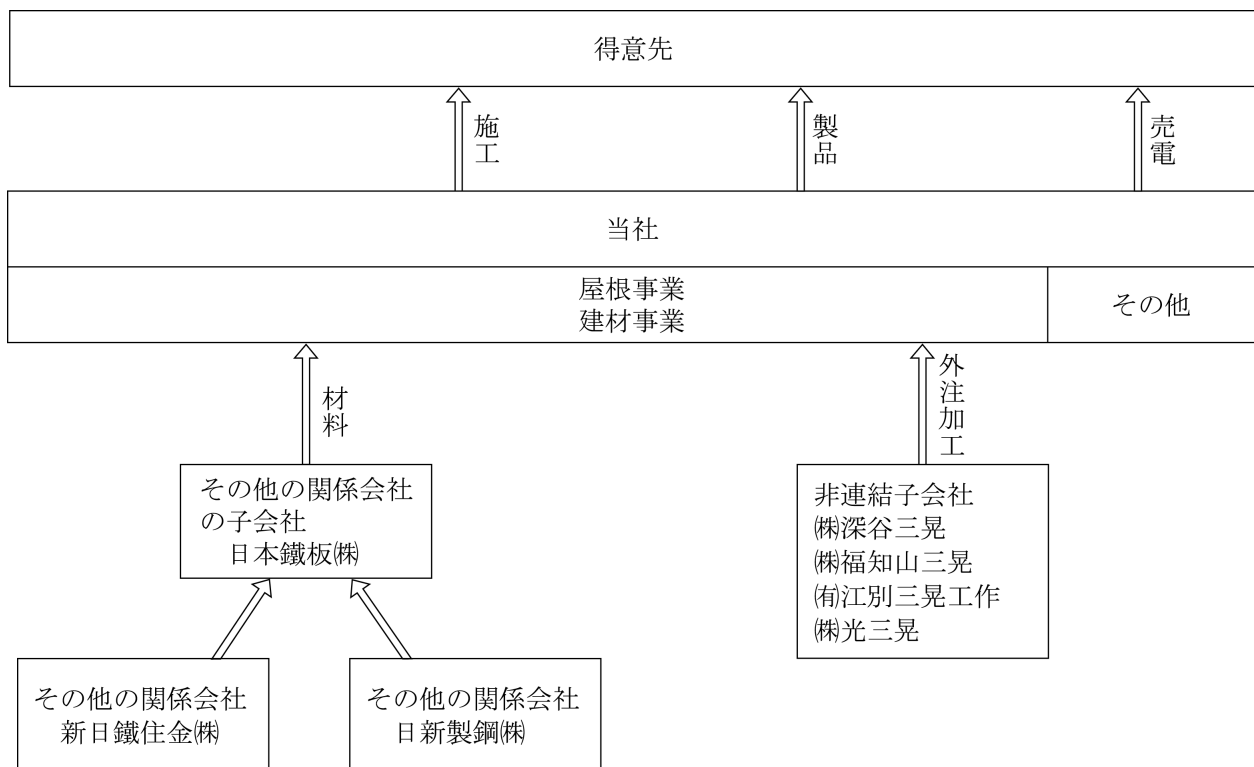 得意先
施工
製品
売電
当社
屋根事業
建材事業
その他
材料
外注加工
その他の関係会社
の子会社
日本鐵板㈱
非連結子会社
㈱深谷三晃
㈱福知山三晃
㈲江別三晃工作
㈱光三晃
その他の関係会社
新日鐵住金㈱
その他の関係会社
日新製鋼㈱